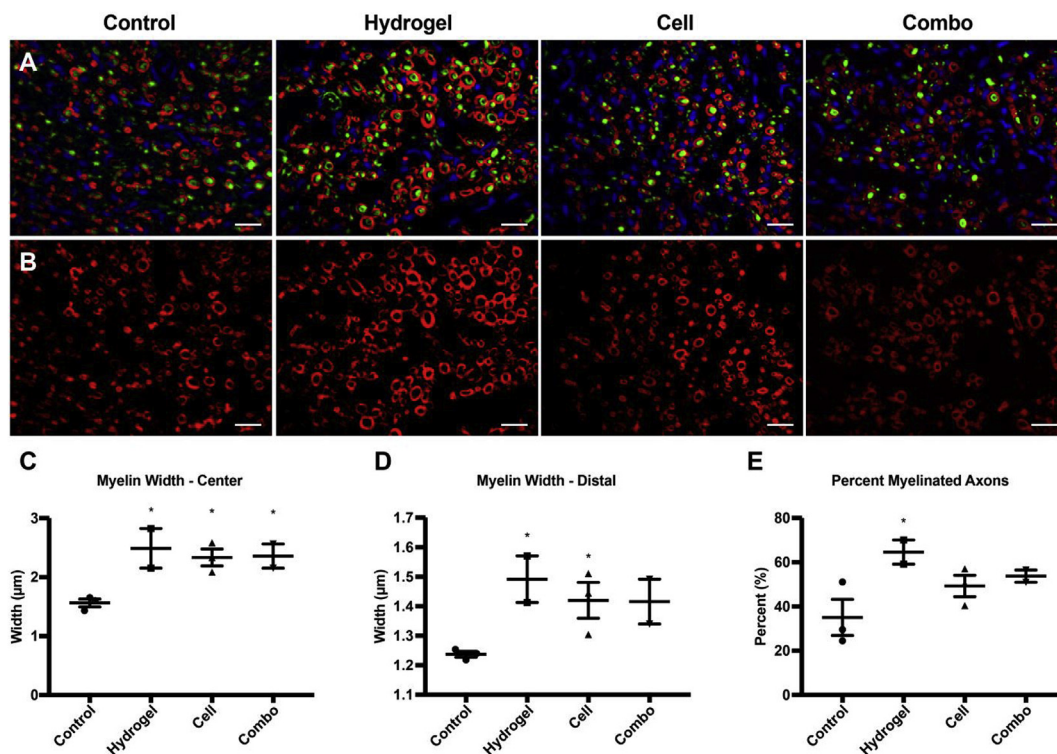 Control Hydrogel Cell Combo
A
B
C
Myelin Width - Center
Width (µm)
3
2
1
0
* * *
Control Hydrogel Cell Combo
D
Myelin Width - Distal
Width (µm)
1.7
1.6
1.5
1.4
1.3
1.2
1.1
* *
Control Hydrogel Cell Combo
E
Percent Myelinated Axons
Percent (%)
80
60
40
20
0
*
Control Hydrogel Cell Combo